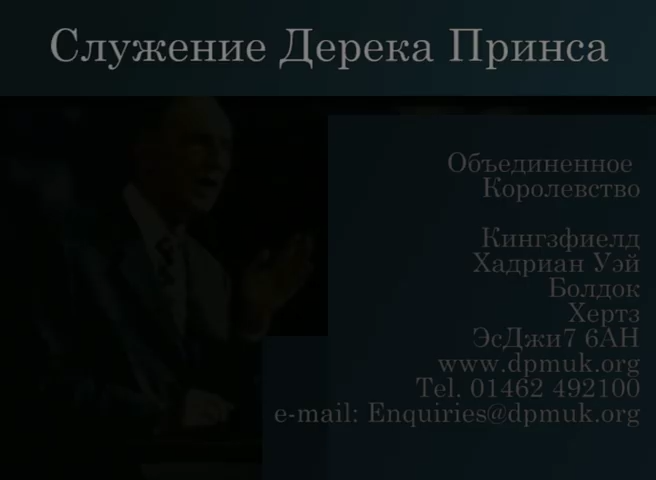 Служение Дерека Принса
Объединенное
Королевство
Кингзфиелд
Хадриан Уэй
Болдок
Хертз
ЭсДжи7 6АН
www.dpmuk.org
Tel. 01462 492100
e-mail: Enquiries@dpmuk.org